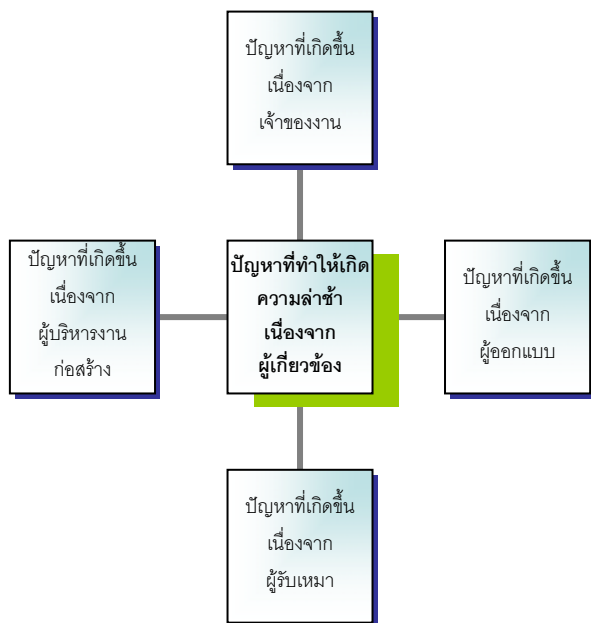 ปัญหาที่เกิดขึ้น
เนื่องจาก
เจ้าของงาน
ปัญหาที่เกิดขึ้น
เนื่องจาก
ผู้บริหารงาน
ก่อสร้าง
ปัญหาที่ทำให้เกิด
ความล่าช้า
เนื่องจาก
ผู้เกี่ยวข้อง
ปัญหาที่เกิดขึ้น
เนื่องจาก
ผู้ออกแบบ
ปัญหาที่เกิดขึ้น
เนื่องจาก
ผู้รับเหมา